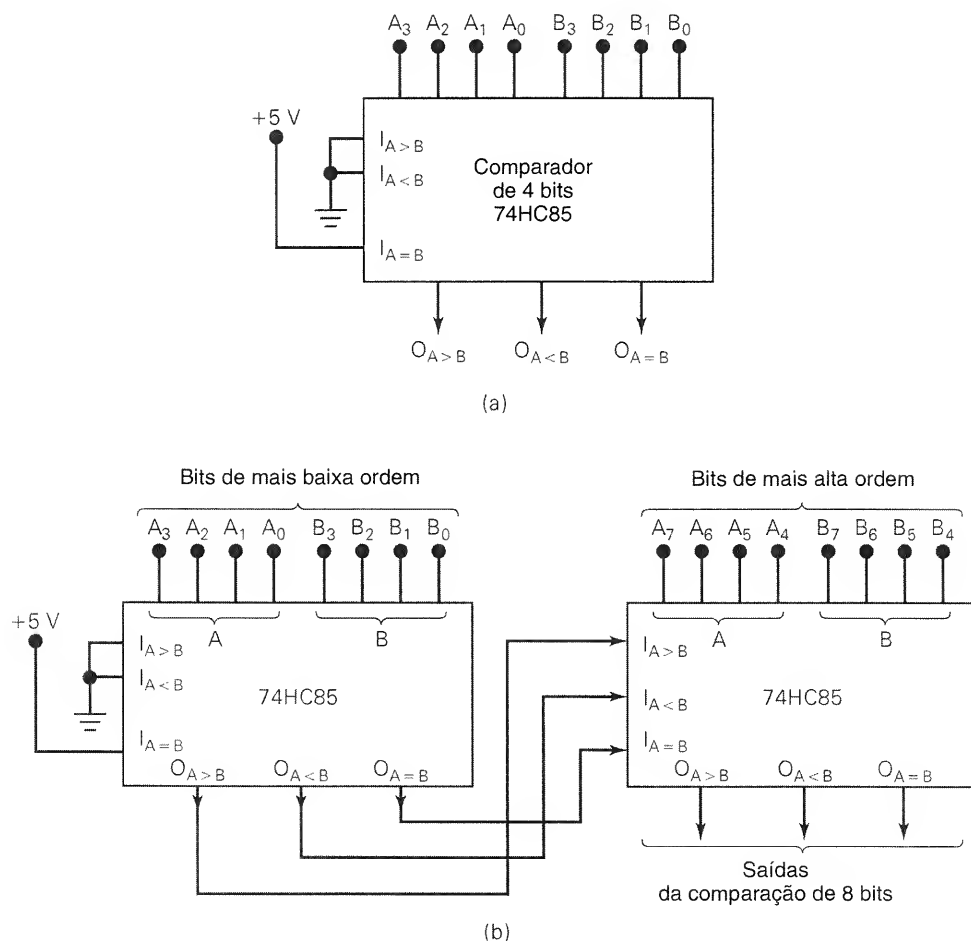 A3 A2 A1 A0 B3 B2 B1 B0
+5 V
IA>B
IA<B
IA=B
Comparador
de 4 bits
74HC85
OA>B OA<B OA=B
(a)
Bits de mais baixa ordem
A3 A2 A1 A0 B3 B2 B1 B0
A B
+5 V
IA>B
IA<B
IA=B
74HC85
OA>B OA<B OA=B
Bits de mais alta ordem
A7 A6 A5 A4 B7 B6 B5 B4
A B
IA>B
IA<B
IA=B
74HC85
OA>B OA<B OA=B
Saídas
da comparação de 8 bits
(b)